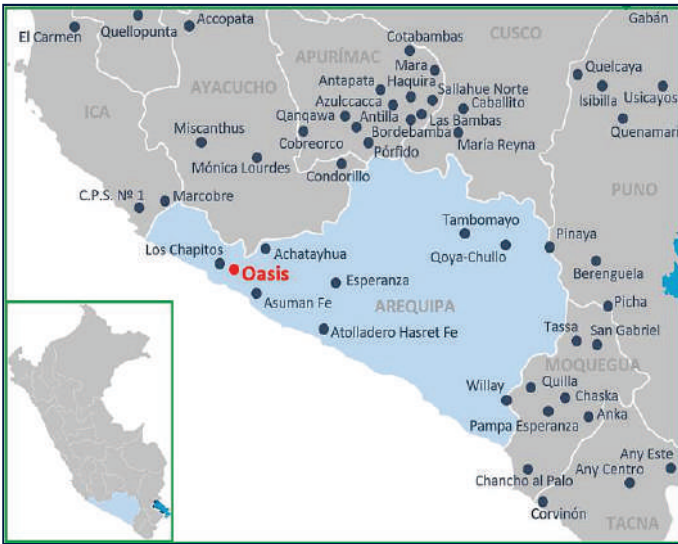 Gabán
Accopata
El Carmen
Quellopunta
CUSCO
Cotabambas
APURÍMAC
Mara
Antapata
Haquira
Quelcaya
AYACUCHO
Sallahue Norte
Isibilla
Usicayos
Azulccacca
Caballito
ICA
Qanqawa
Antilla
Las Bambas
Quenamari
Miscanthus
Bordebamba
Cobreorco
Pórfido
María Reyna
Mónica Lourdes
Condorillo
PUNO
C.P.S. Nº 1
Marcobre
Tambomayo
Pinaya
Los Chapitos
Achatayhua
Qoya-Chullo
Oasis
Esperanza
Berenguela
Asuman Fe
AREQUIPA
Picha
Atolladero Hasret Fe
Tassa
San Gabriel
MOQUEGUA
Willay
Quilla
Chaska
Pampa Esperanza
Anka
Any Este
Chancho al Palo
Any Centro
Corvinón
TACNA